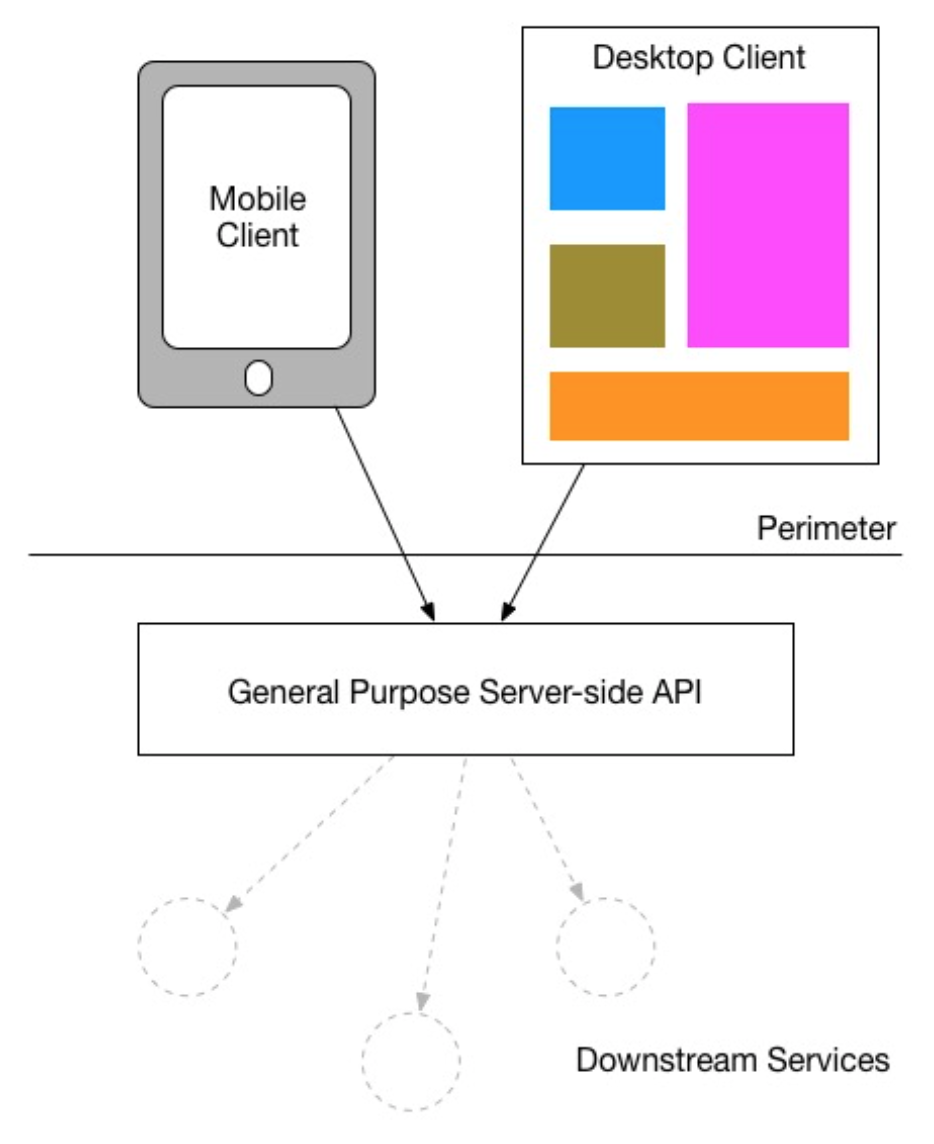 Desktop Client
Mobile
Client
Perimeter
General Purpose Server-side API
Downstream Services